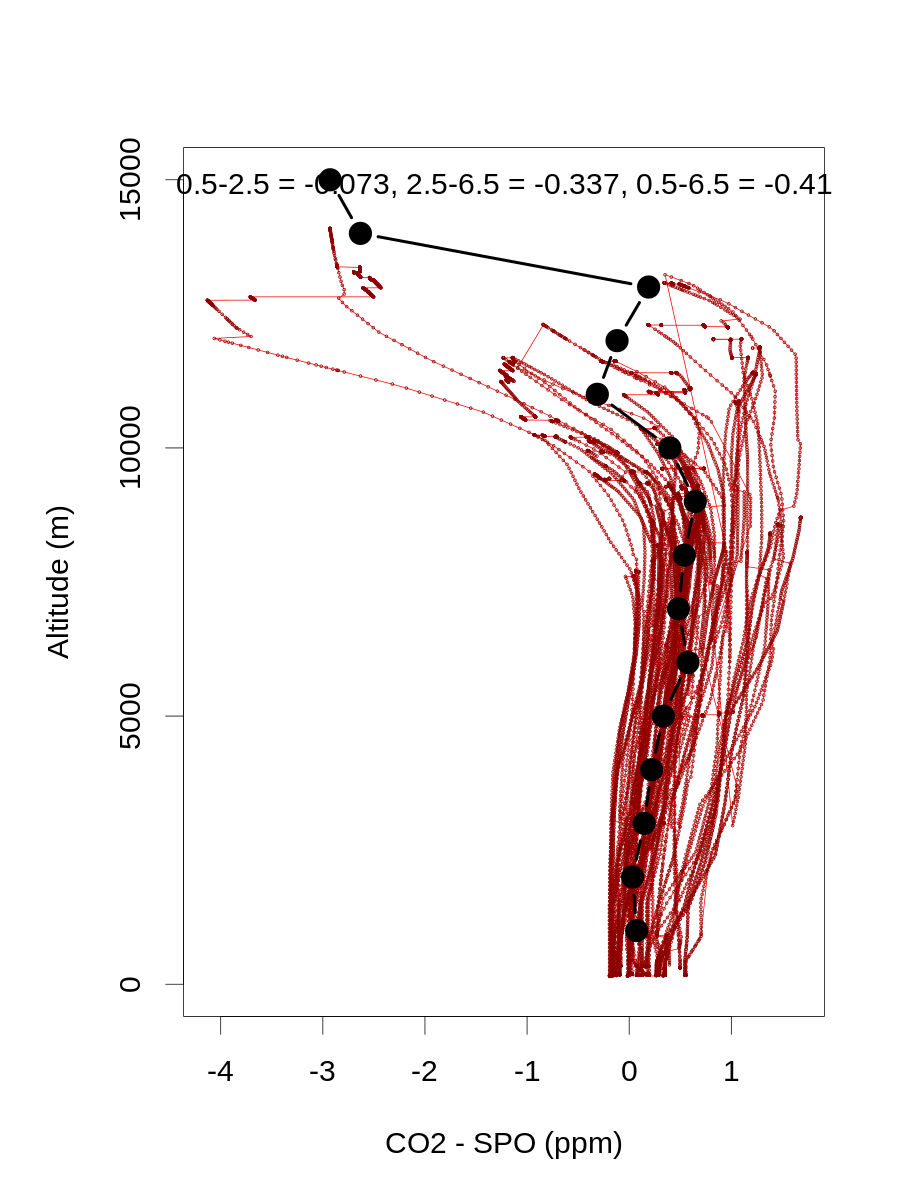 0.5-2.5 = -0.073, 2.5-6.5 = -0.337, 0.5-6.5 = -0.41
15000
10000
5000
0
Altitude (m)
-4 -3 -2 -1 0 1
CO2 - SPO (ppm)